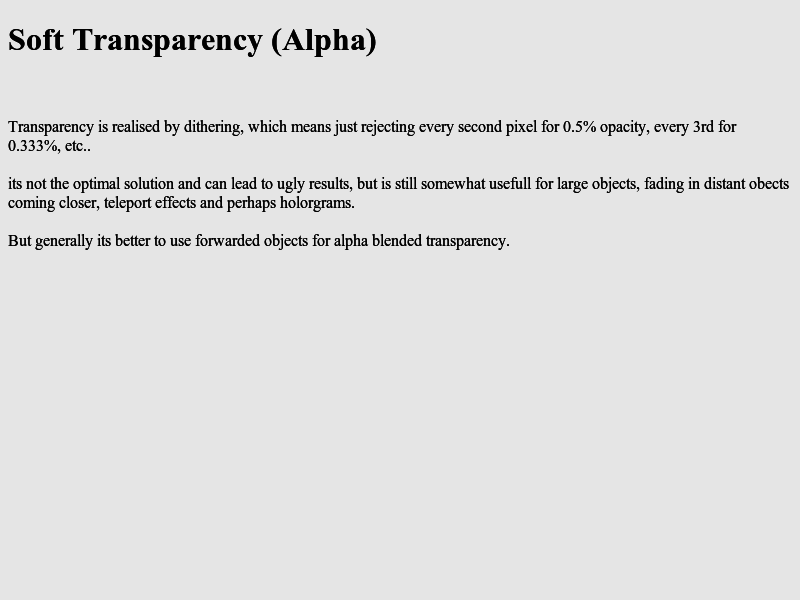 Soft Transparency (Alpha)
Transparency is realised by dithering, which means just rejecting every second pixel for 0.5% opacity, every 3rd for
0.333%, etc..
its not the optimal solution and can lead to ugly results, but is still somewhat usefull for large objects, fading in distant obects
coming closer, teleport effects and perhaps holorgrams.
But generally its better to use forwarded objects for alpha blended transparency.